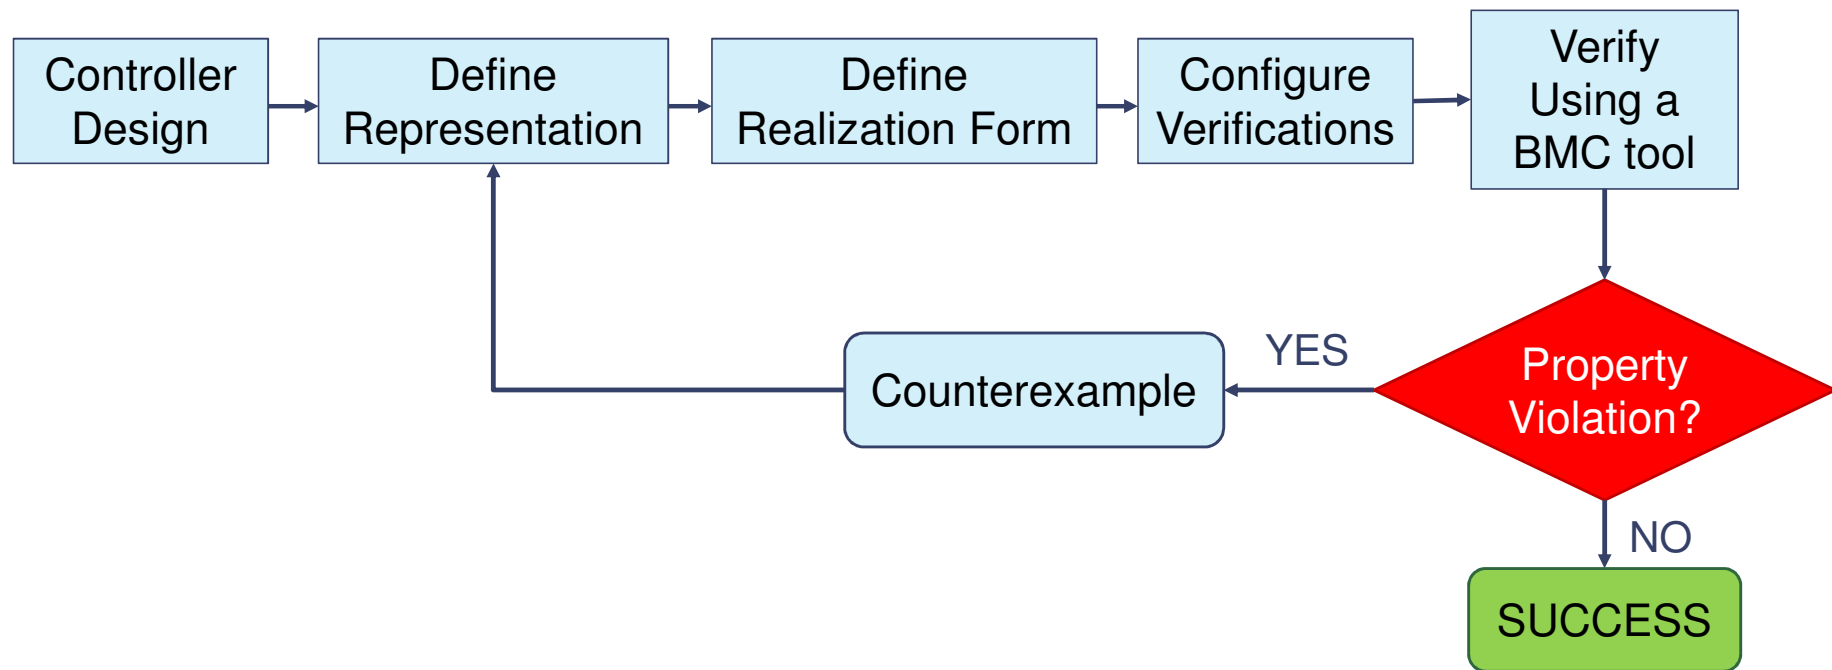 Controller
Design
Define
Representation
Define
Realization Form
Configure
Verifications
Verify
Using a
BMC tool
Property
Violation?
YES
Counterexample
NO
SUCCESS